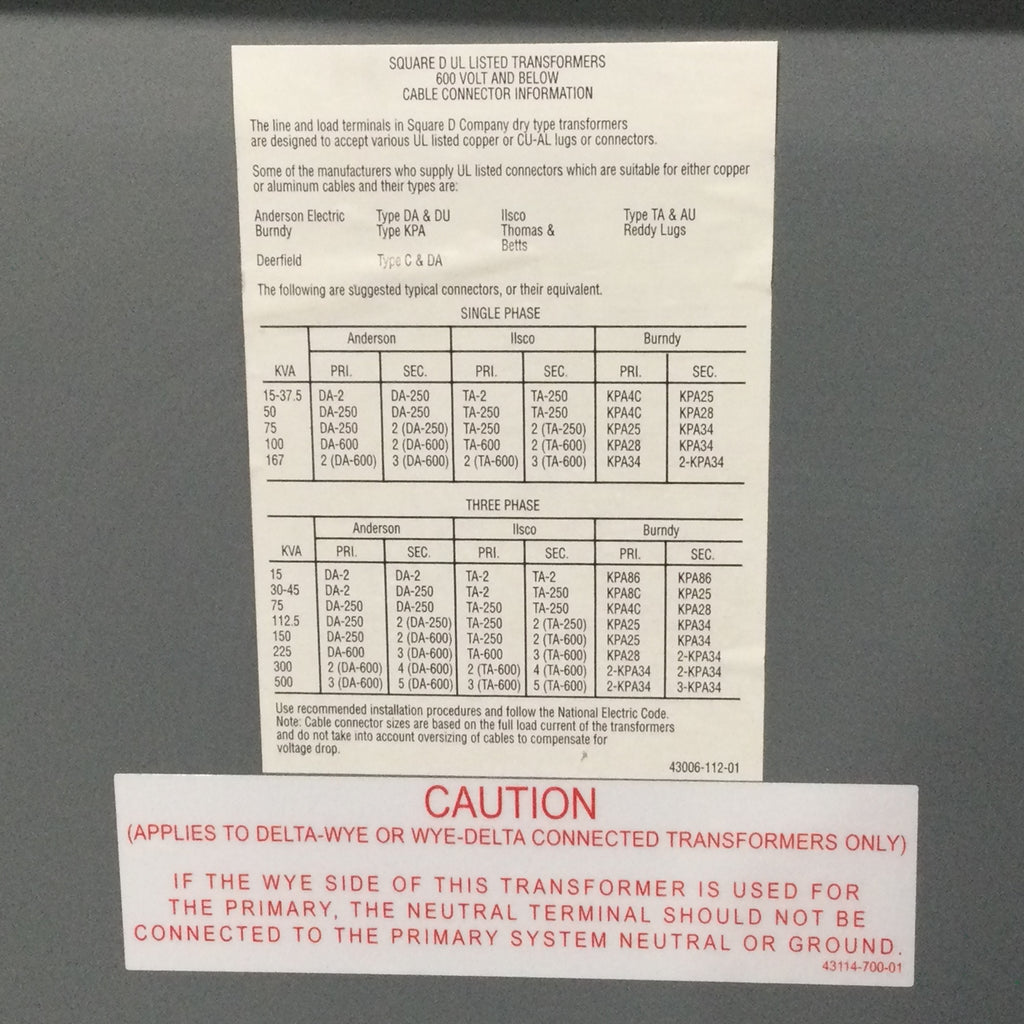 SQUARE D UL LISTED TRANSFORMERS
600 VOLT AND BELOW
CABLE CONNECTOR INFORMATION
The line and load terminals in Square D Company dry type transformers
are designed to accept various UL listed copper or CU-AL lugs or connectors.
Some of the manufacturers who supply UL listed connectors which are suitable for either copper
or aluminum cables and their types are:
Anderson Electric Type DA & DU Ilsco Type TA & AU
Burndy Type KPA Thomas & Reddy Lugs
Betts
Deerfield Type C & DA
The following are suggested typical connectors, or their equivalent.
SINGLE PHASE
Anderson Ilsco Burndy
KVA PRI. SEC. PRI. SEC. PRI. SEC.
15-37.5 DA-2 DA-250 TA-2 TA-250 KPA4C KPA25
50 DA-250 DA-250 TA-250 TA-250 KPA4C KPA28
75 DA-250 2 (DA-250) TA-250 2 (TA-250) KPA25 KPA34
100 DA-600 2 (DA-600) TA-600 2 (TA-600) KPA28 KPA34
167 2 (DA-600) 3 (DA-600) 2 (TA-600) 3 (TA-600) KPA34 2-KPA34
THREE PHASE
Anderson Ilsco Burndy
KVA PRI. SEC. PRI. SEC. PRI. SEC.
15 DA-2 DA-2 TA-2 TA-2 KPA86 KPA86
30-45 DA-2 DA-250 TA-2 TA-250 KPA8C KPA25
75 DA-250 DA-250 TA-250 TA-250 KPA4C KPA28
112.5 DA-250 2 (DA-250) TA-250 2 (TA-250) KPA25 KPA34
150 DA-250 2 (DA-600) TA-250 2 (TA-600) KPA25 KPA34
225 DA-600 3 (DA-600) TA-600 3 (TA-600) KPA28 2-KPA34
300 2 (DA-600) 4 (DA-600) 2 (TA-600) 4 (TA-600) 2-KPA34 2-KPA34
500 3 (DA-600) 5 (DA-600) 3 (TA-600) 5 (TA-600) 2-KPA34 3-KPA34
Use recommended installation procedures and follow the National Electric Code.
Note: Cable connector sizes are based on the full load current of the transformers
and do not take into account oversizing of cables to compensate for
voltage drop.
43006-112-01
CAUTION
(APPLIES TO DELTA-WYE OR WYE-DELTA CONNECTED TRANSFORMERS ONLY)
IF THE WYE SIDE OF THIS TRANSFORMER IS USED FOR
THE PRIMARY, THE NEUTRAL TERMINAL SHOULD NOT BE
CONNECTED TO THE PRIMARY SYSTEM NEUTRAL OR GROUND.
43114-700-01